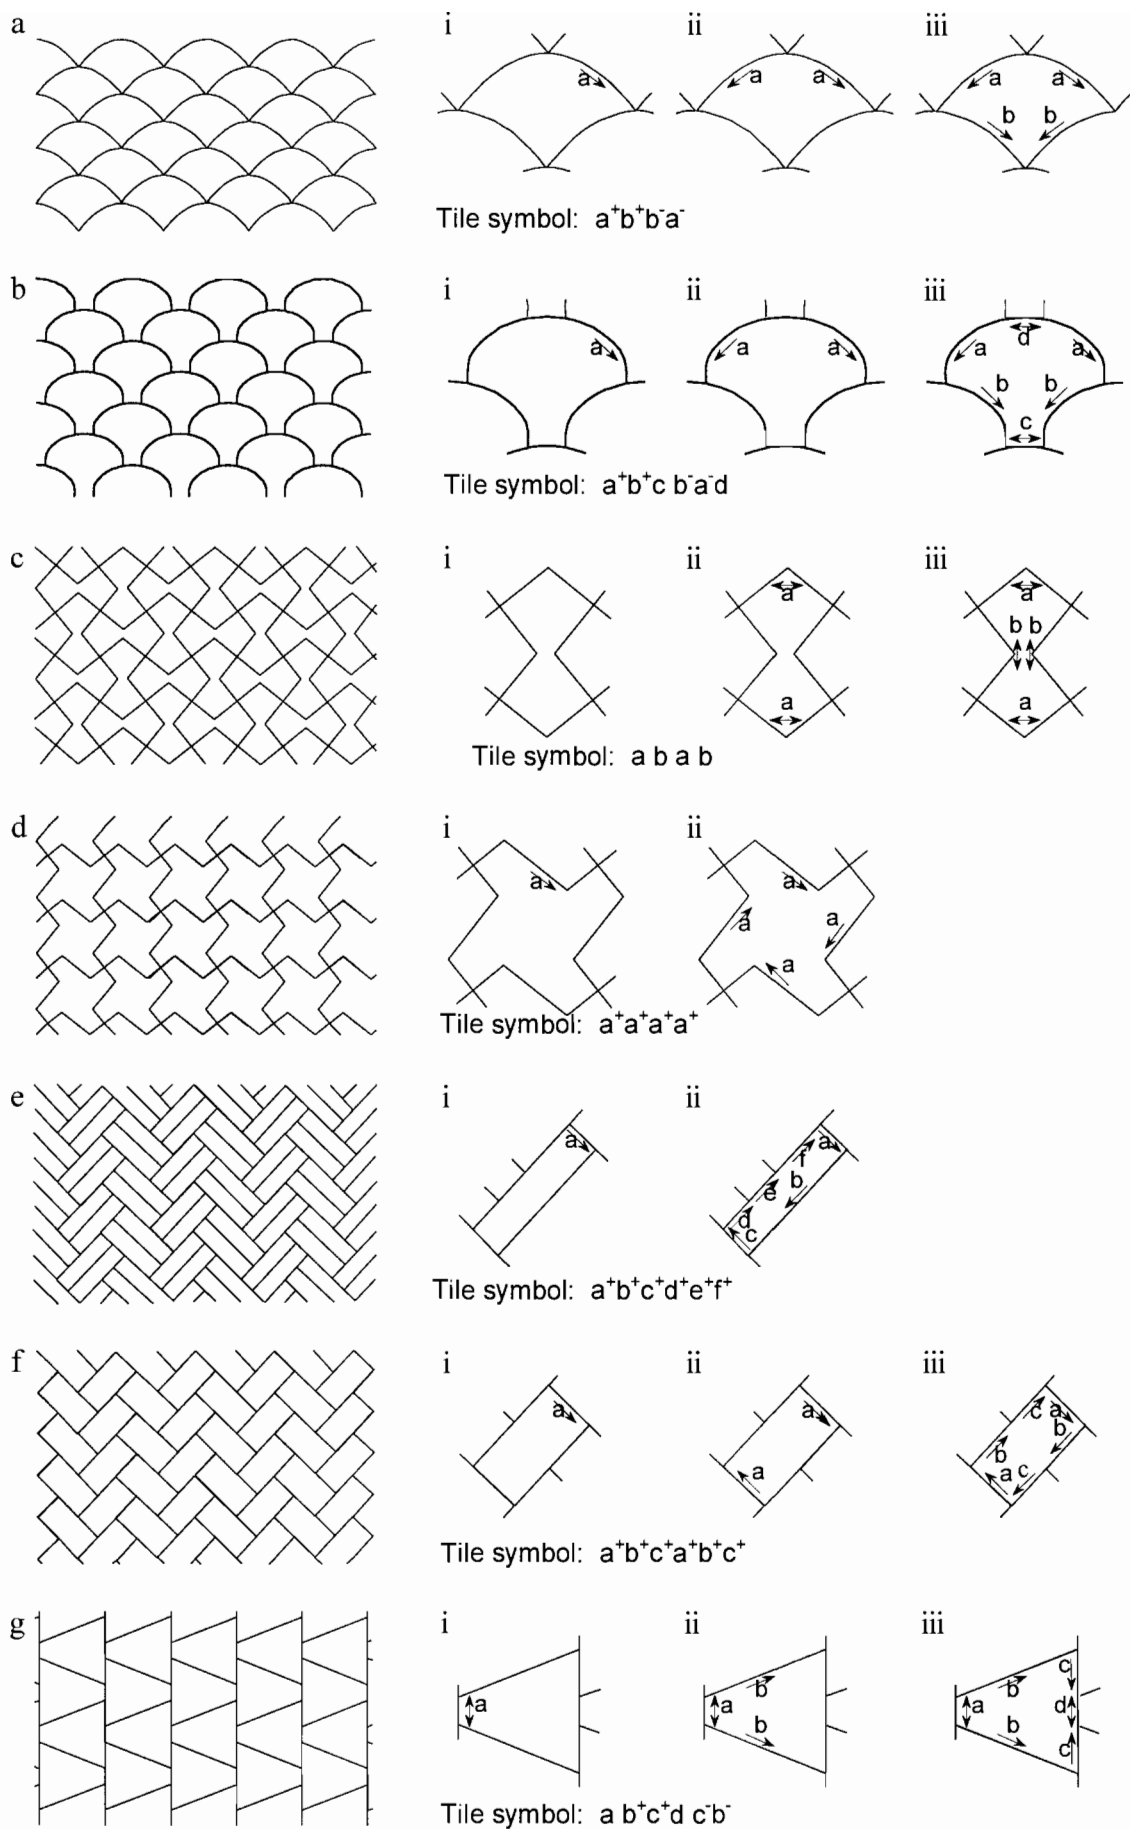 a i ii iii
a a a a a
b b
Tile symbol: a⁺b⁺b⁻a⁻
b i ii iii
a a a a d a
b b
c
Tile symbol: a⁺b⁺c b⁻a⁻d
c i ii iii
a a
b b
a a
Tile symbol: a b a b
d i ii
a a
a a
a
Tile symbol: a⁺a⁺a⁺a⁺
e i ii
a a
f
b
e
d
c
Tile symbol: a⁺b⁺c⁺d⁺e⁺f⁺
f i ii iii
a a c a
b
b
a a c
Tile symbol: a⁺b⁺c⁺a⁺b⁺c⁺
g i ii iii
c
b b
a a a d
b b
c
Tile symbol: a b⁺c⁺d c⁻b⁻